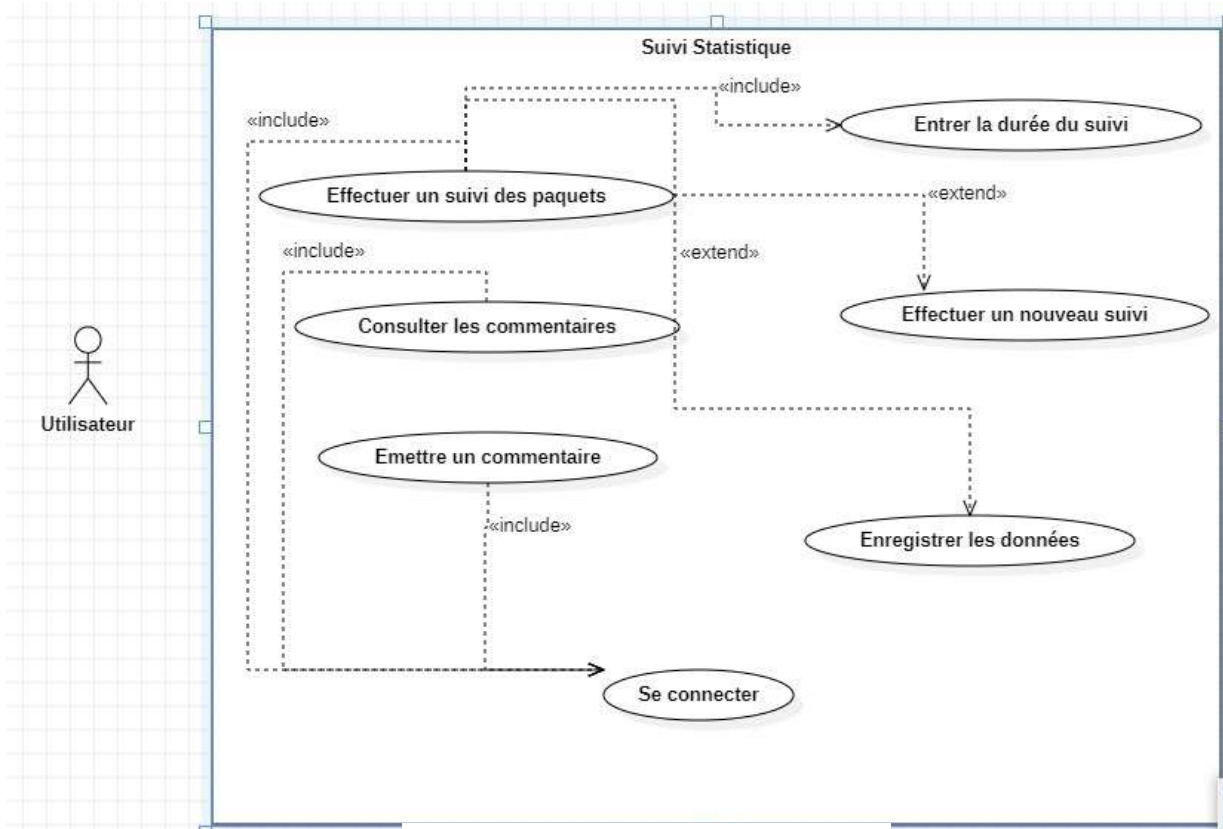 Suivi Statistique
«include»
«include»
Entrer la durée du suivi
Effectuer un suivi des paquets
«extend»
«include»
«extend»
Effectuer un nouveau suivi
Consulter les commentaires
Utilisateur
Emettre un commentaire
«include»
Enregistrer les données
Se connecter